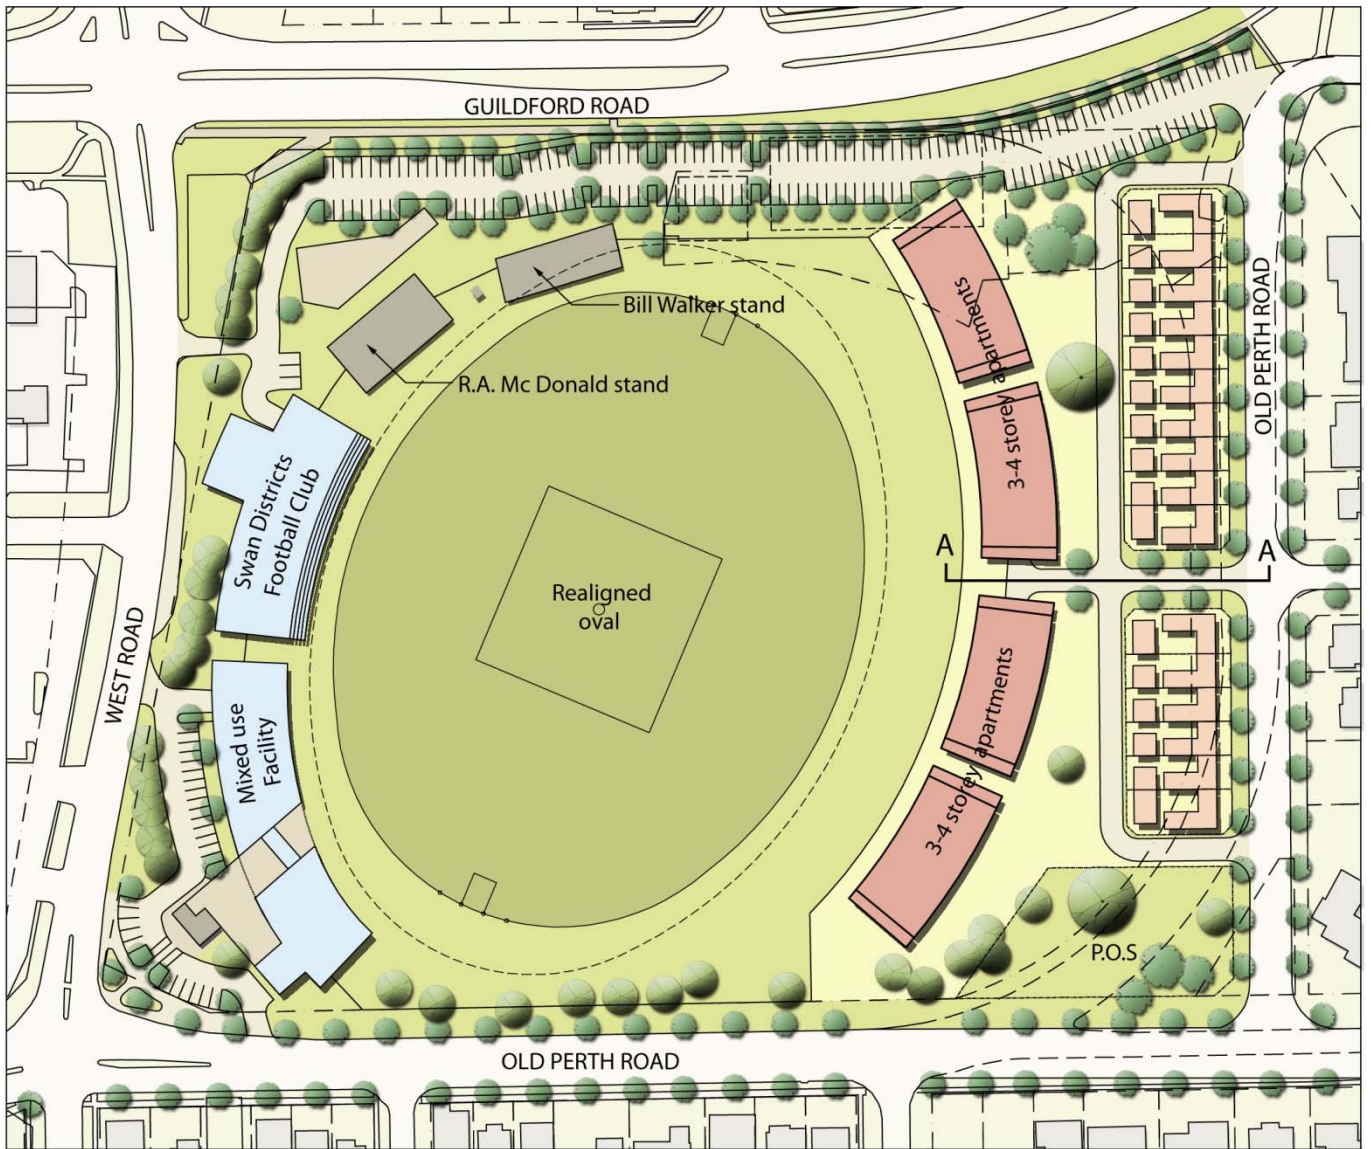 GUILDFORD ROAD
Bill Walker stand
R.A. Mc Donald stand
OLD PERTH ROAD
3-4 storey apartments
Swan Districts
Football Club
A
A
Realigned
oval
WEST ROAD
Mixed use
Facility
3-4 storey apartments
P.O.S
OLD PERTH ROAD